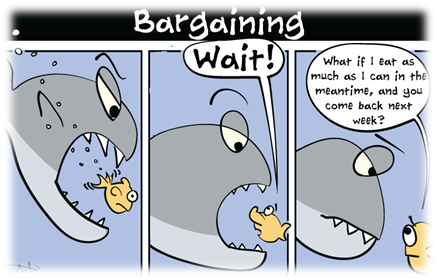 Bargaining
Wait!
What if I eat as
much as I can in the
meantime, and you
come back next
week?